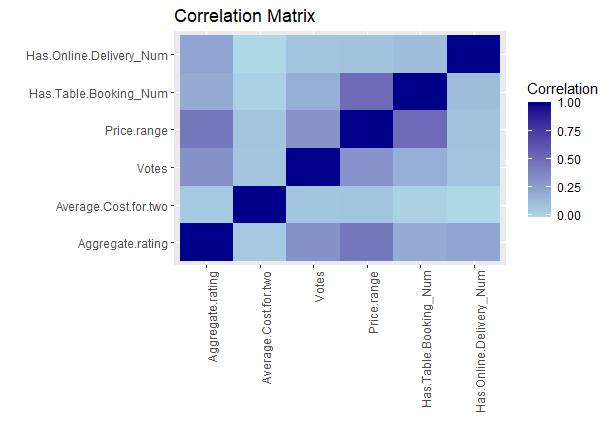 Correlation Matrix
Has.Online.Delivery_Num
Has.Table.Booking_Num
Price.range
Votes
Average.Cost.for.two
Aggregate.rating
Aggregate.rating
Average.Cost.for.two
Votes
Price.range
Has.Table.Booking_Num
Has.Online.Delivery_Num
Correlation
1.00
0.75
0.50
0.25
0.00